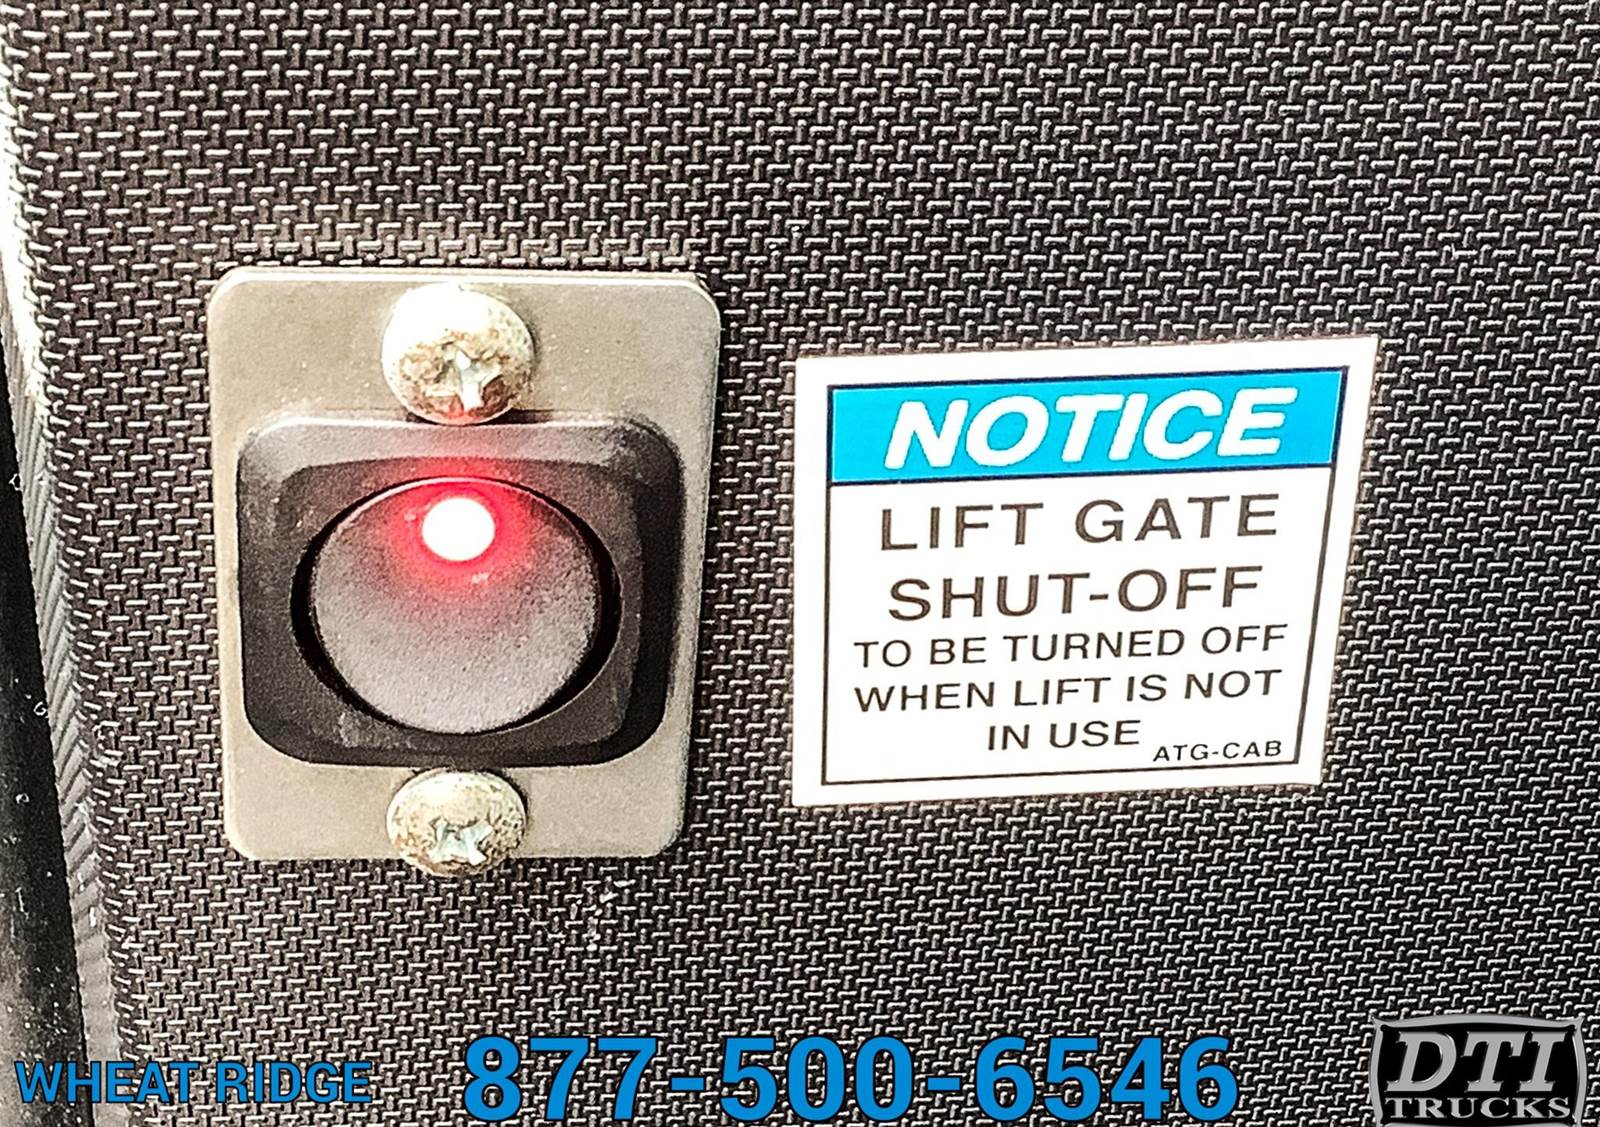 NOTICE
LIFT GATE
SHUT-OFF
TO BE TURNED OFF
WHEN LIFT IS NOT
IN USE
ATG-CAB
WHEAT RIDGE
877-500-6546
DTI
TRUCKS